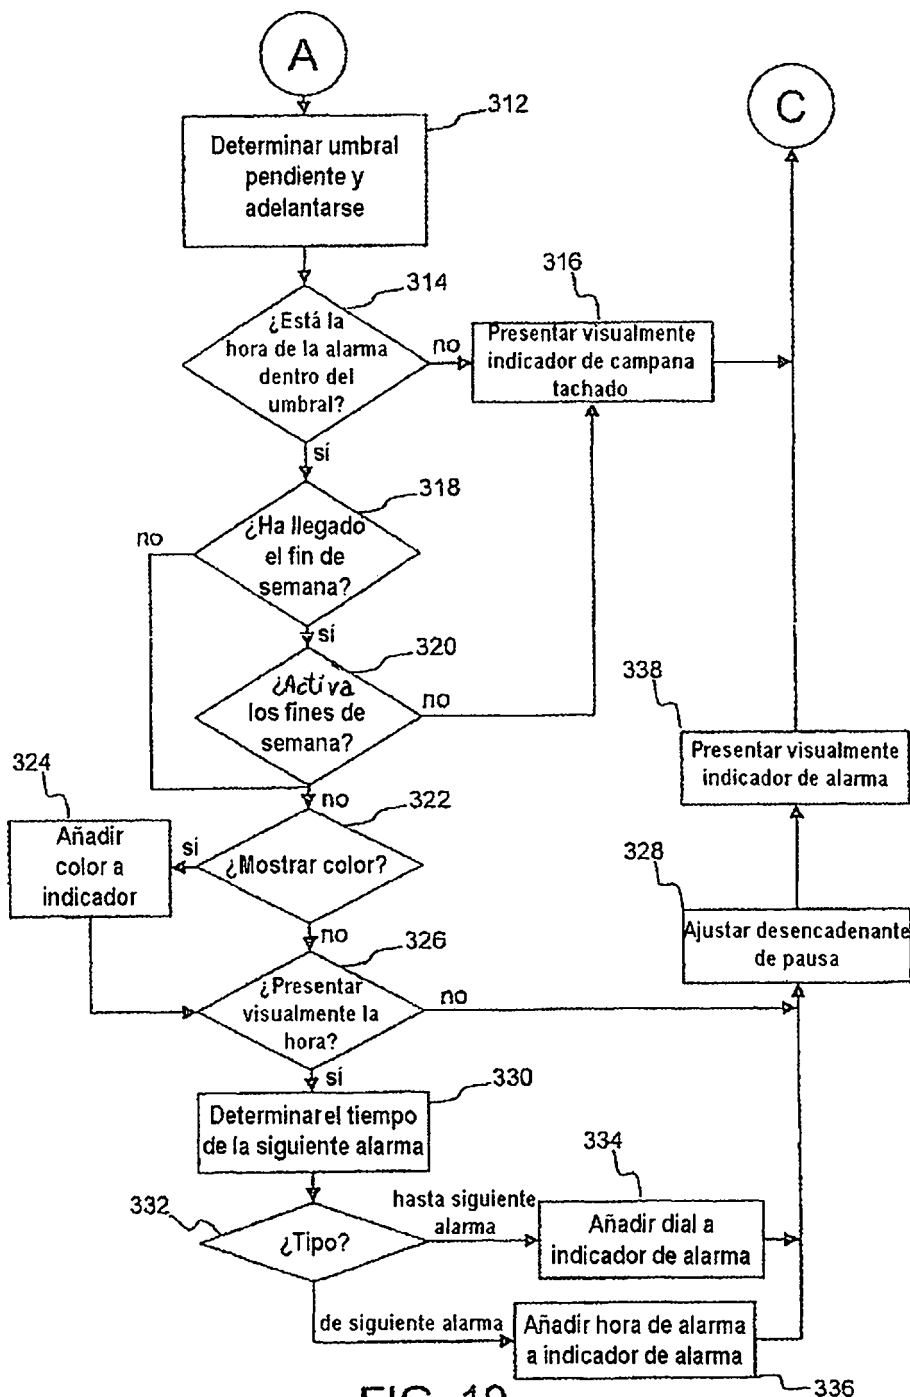 A
312
Determinar umbral
pendiente y
adelantarse
C
314
¿Está la
hora de la alarma
dentro del
umbral?
no
316
Presentar visualmente
indicador de campana
tachado
sí
318
¿Ha llegado
el fin de
semana?
no
sí
320
¿Activa
los fines de
semana?
no
338
Presentar visualmente
indicador de alarma
324
Añadir
color a
indicador
no
322
¿Mostrar color?
sí
328
Ajustar desencadenante
de pausa
no
326
¿Presentar
visualmente la
hora?
no
sí
330
Determinar el tiempo
de la siguiente alarma
332
¿Tipo?
hasta siguiente
alarma
334
Añadir dial a
indicador de alarma
de siguiente alarma
Añadir hora de alarma
a indicador de alarma
336